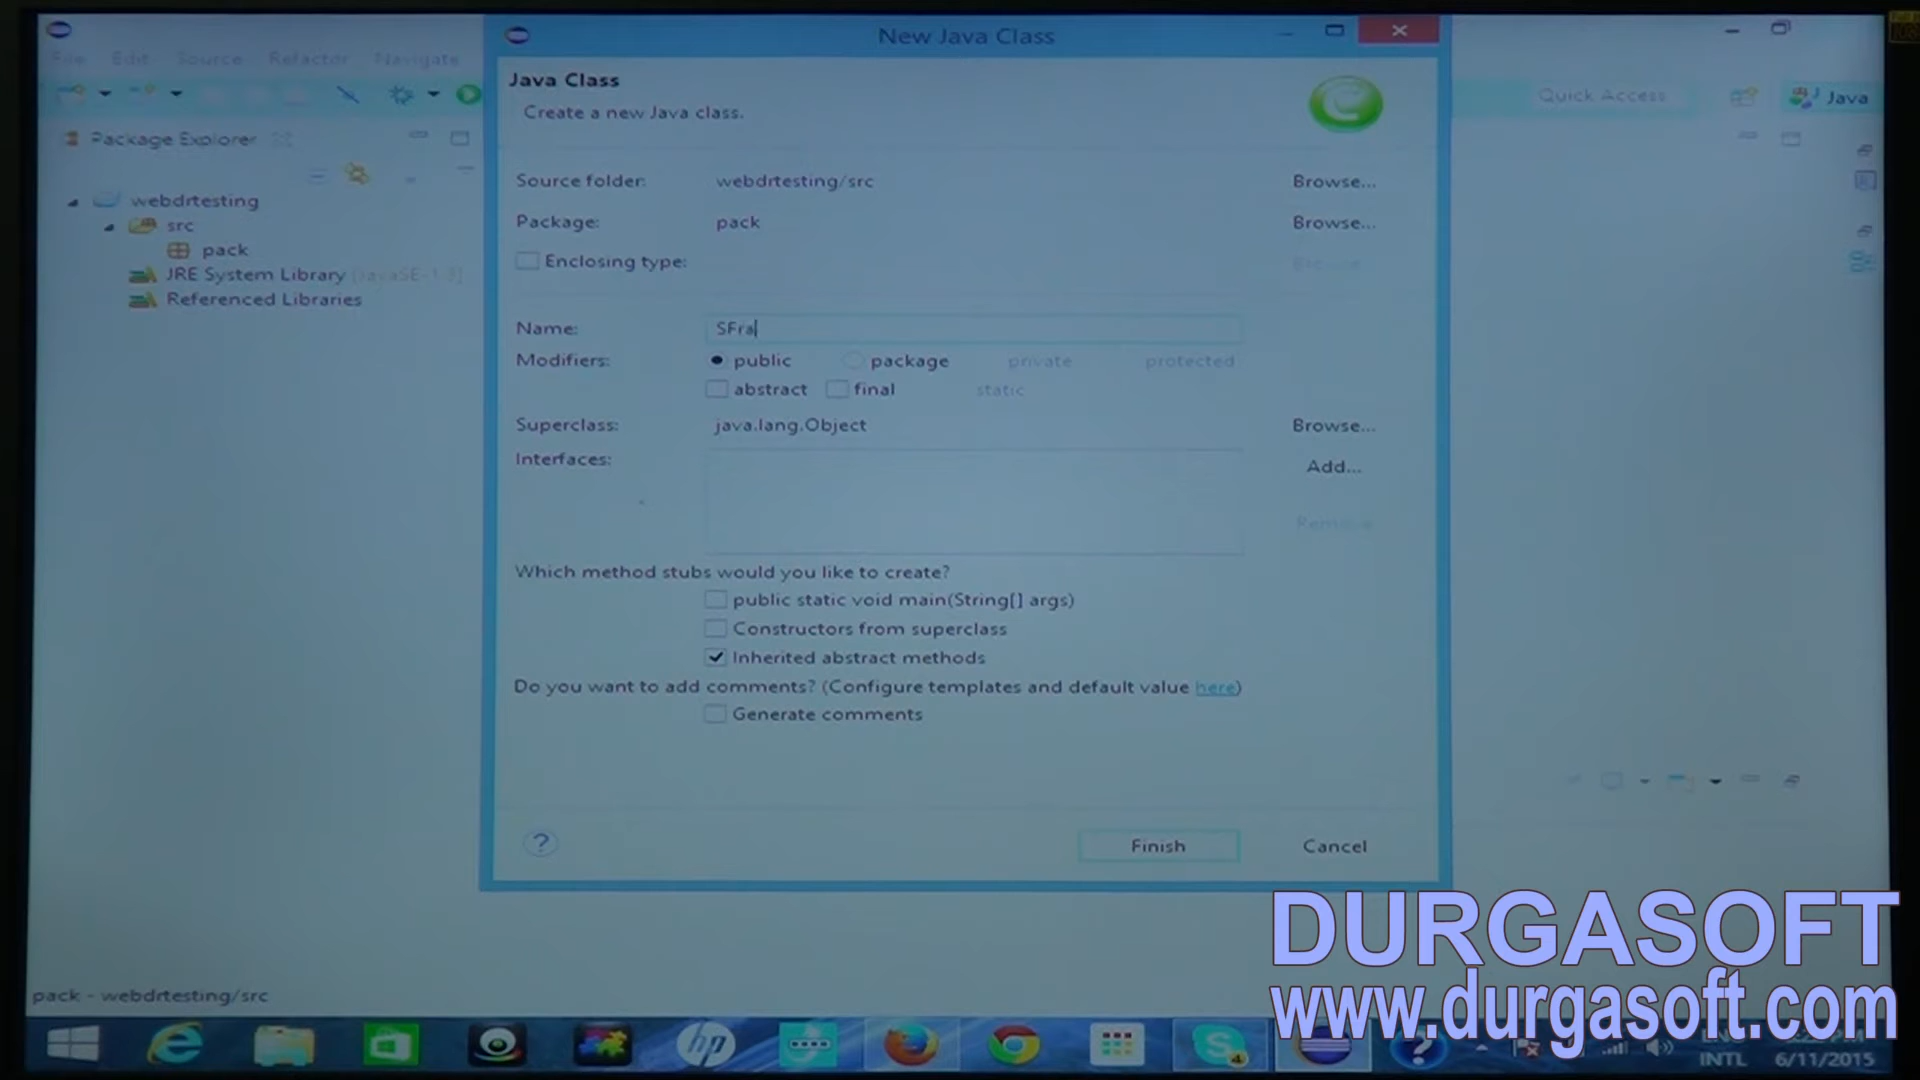 New Java Class
File Edit Source Refactor Navigate
Java Class
Create a new Java class.
Quick Access
Java
Package Explorer
webdrtesting
src
pack
JRE System Library
Referenced Libraries
Source folder: webdrtesting/src Browse...
Package: pack Browse...
Enclosing type: Browse...
Name: SFra
Modifiers: public package private protected
abstract final static
Superclass: java.lang.Object Browse...
Interfaces: Add...
Remove
Which method stubs would you like to create?
public static void main(String[] args)
Constructors from superclass
Inherited abstract methods
Do you want to add comments? (Configure templates and default value here)
Generate comments
? Finish Cancel
DURGASOFT
www.durgasoft.com
pack - webdrtesting/src
hp
4
?
INTL
6/11/2015